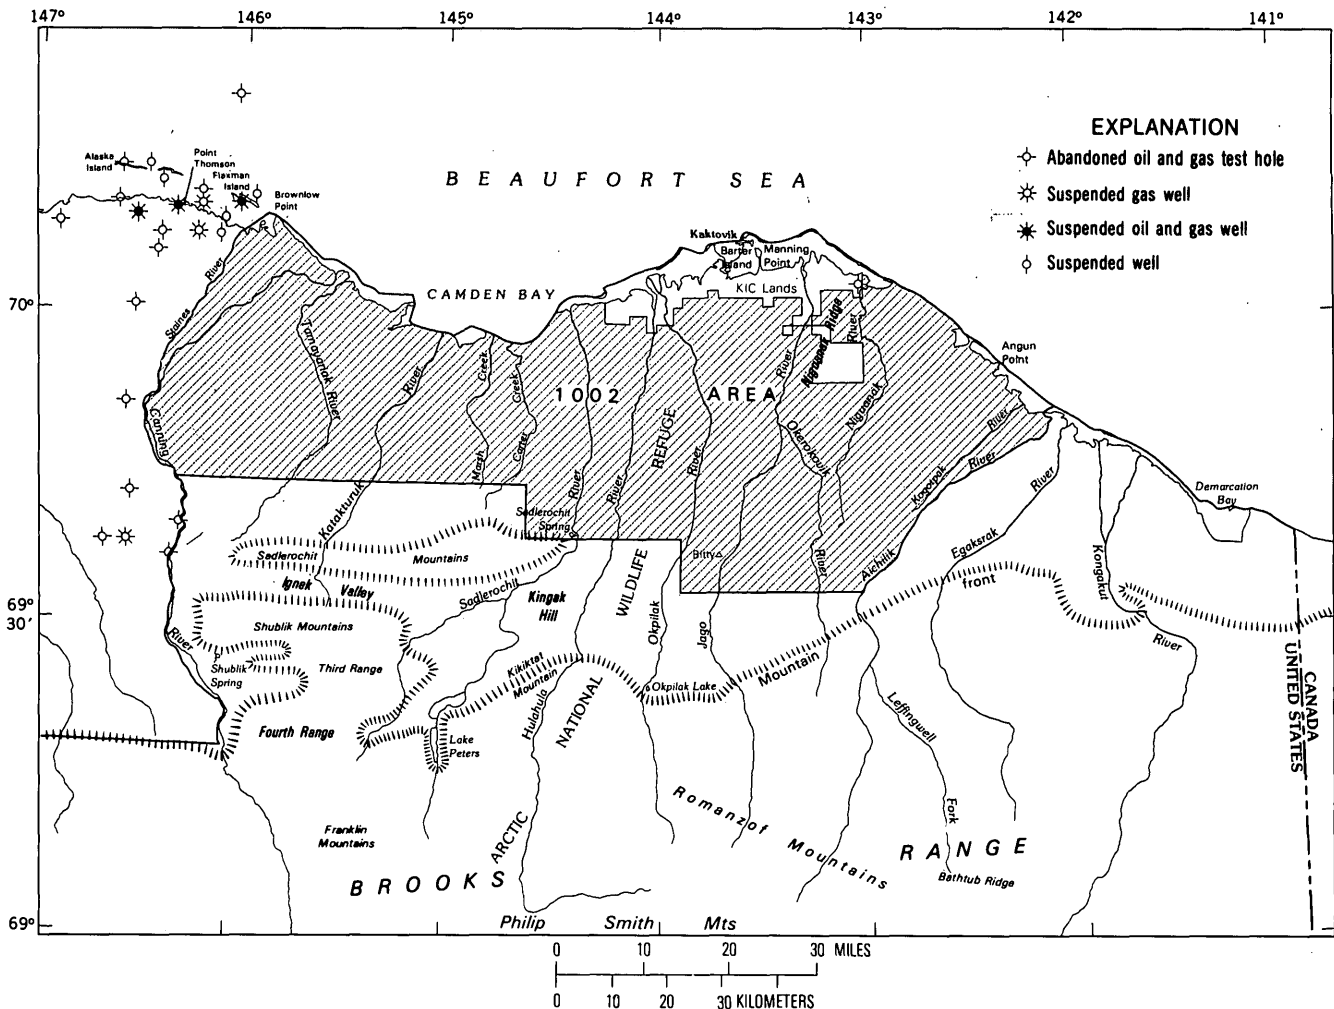 147° 146° 145° 144° 143° 142° 141°
EXPLANATION
Abandoned oil and gas test hole
Suspended gas well
Suspended oil and gas well
Suspended well
BEAUFORT SEA
Alaska
Island
Point
Thomson
Flaxman
Island
Brownlow
Point
Kaktovik
Barter
Island
Manning
Point
KIC Lands
CAMDEN BAY
70°
Staines
River
Canning
River
Tamayariak River
Katakturuk
River
Marsh
Creek
Carter
Creek
1002 AREA
Sadlerochit
River
Sadlerochit
Spring
River
River
Hulahula
Okpilak
Jago
River
Okerokovik
River
Niguanak
Ridge
Niguanak
River
Angun
Point
Kogotpak
River
Aichilik
River
Egaksrak
River
Kongakut
River
Demarcation
Bay
Bitty
Sadlerochit
Mountains
Ignek Valley
Kingak
Hill
Shublik Mountains
Shublik
Spring
Third Range
Fourth Range
Kikiktat
Mountain
Lake
Peters
Okpilak Lake
Mountain front
69°
30′
ARCTIC NATIONAL WILDLIFE REFUGE
Leffingwell
Fork
Romanzof Mountains
Franklin
Mountains
BROOKS RANGE
Bathtub Ridge
Philip Smith Mts
CANADA
UNITED STATES
69°
0 10 20 30 MILES
0 10 20 30 KILOMETERS